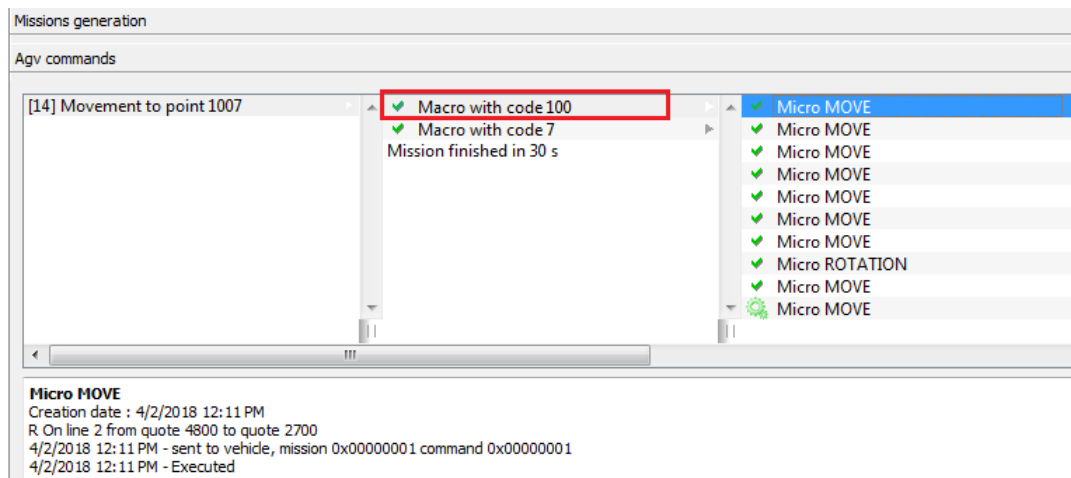 Missions generation
Agv commands
[14] Movement to point 1007
Macro with code 100
Macro with code 7
Mission finished in 30 s
Micro MOVE
Micro MOVE
Micro MOVE
Micro MOVE
Micro MOVE
Micro MOVE
Micro MOVE
Micro ROTATION
Micro MOVE
Micro MOVE
Micro MOVE
Creation date : 4/2/2018 12:11 PM
R On line 2 from quote 4800 to quote 2700
4/2/2018 12:11 PM - sent to vehicle, mission 0x00000001 command 0x00000001
4/2/2018 12:11 PM - Executed